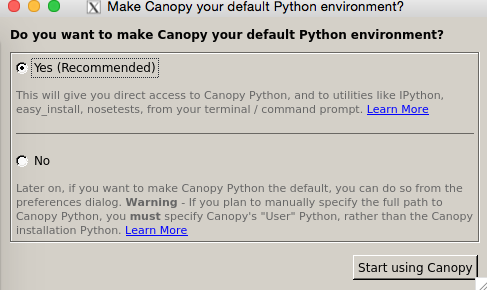 Make Canopy your default Python environment?
Do you want to make Canopy your default Python environment?
Yes (Recommended)
This will give you direct access to Canopy Python, and to utilities like IPython,
easy_install, nosetests, from your terminal / command prompt. Learn More
No
Later on, if you want to make Canopy Python the default, you can do so from the
preferences dialog. Warning - If you plan to manually specify the full path to
Canopy Python, you must specify Canopy's "User" Python, rather than the Canopy
installation Python. Learn More
Start using Canopy